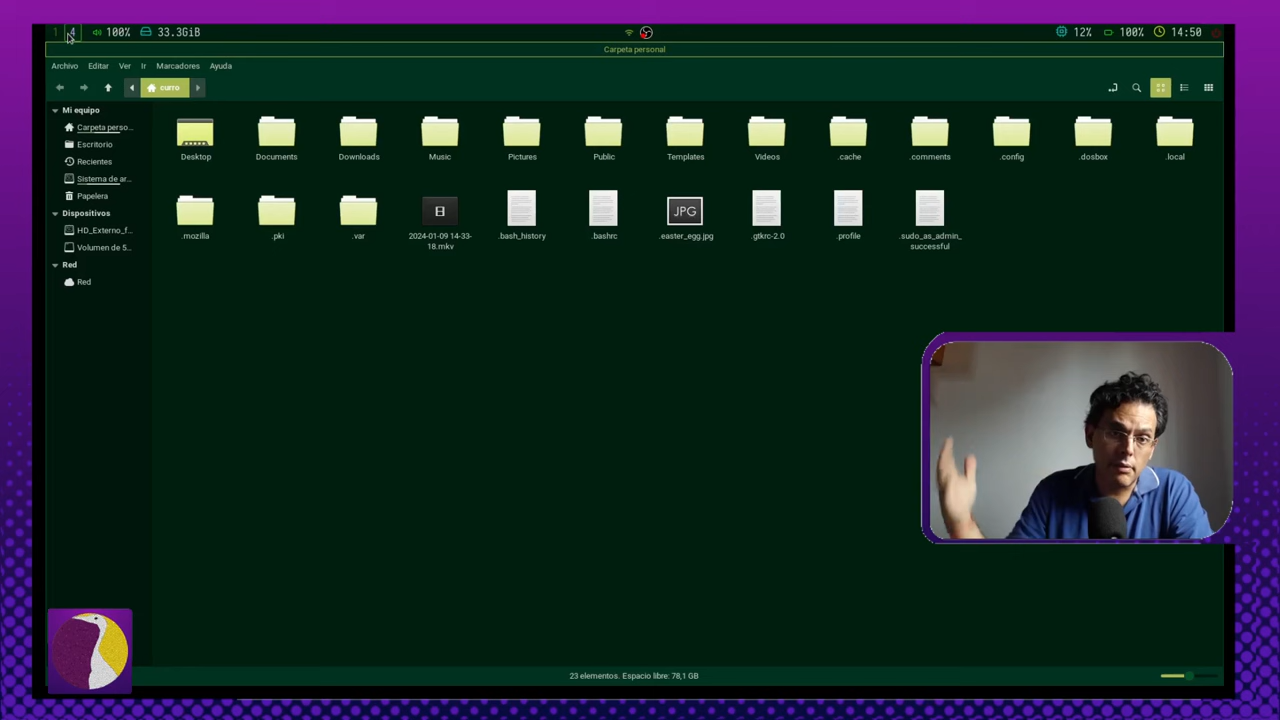 1 4 100% 33.3GiB 12% 100% 14:50
Carpeta personal
Archivo Editar Ver Ir Marcadores Ayuda
curro
Mi equipo
Carpeta perso...
Escritorio
Recientes
Sistema de ar...
Papelera
Dispositivos
HD_Externo_f...
Volumen de 5...
Red
Red
Desktop Documents Downloads Music Pictures Public Templates Videos .cache .comments .config .dosbox .local
.mozilla .pki .var 2024-01-09 14-33-18.mkv .bash_history .bashrc .easter_egg.jpg .gtkrc-2.0 .profile .sudo_as_admin_successful
JPG
23 elementos. Espacio libre: 78,1 GB